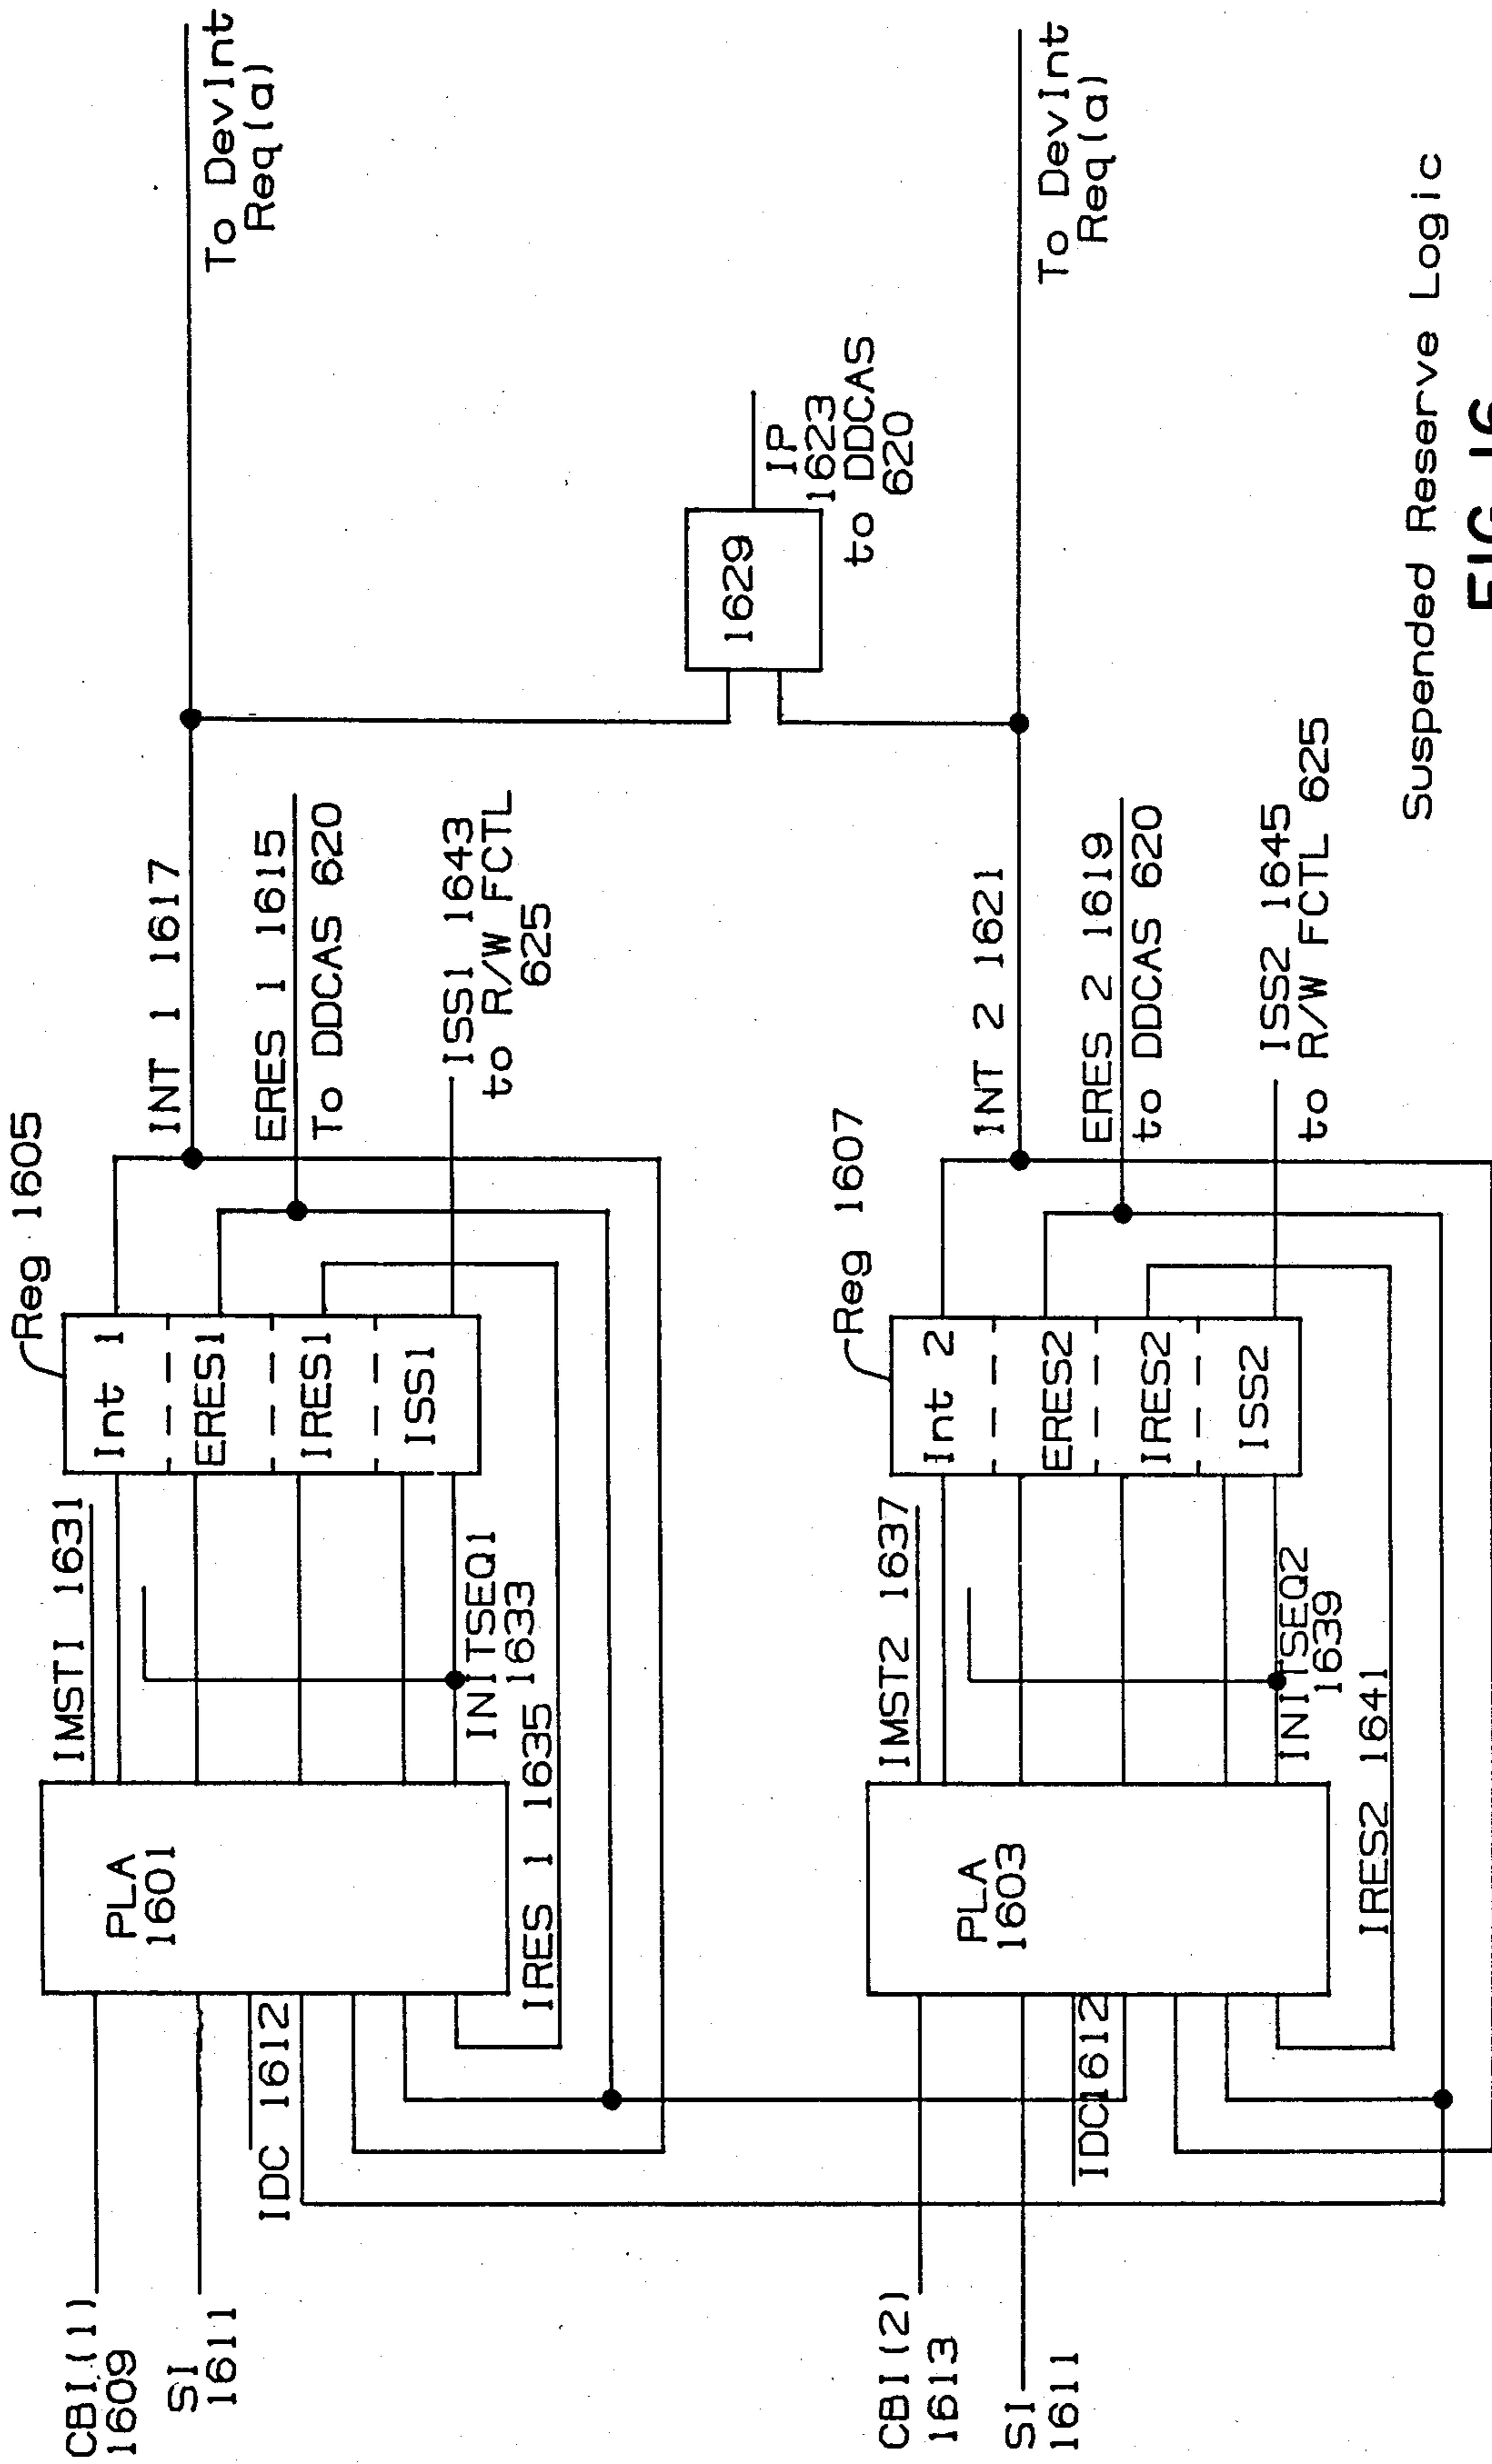 CBI(1)
1609
SI
1611
IDC 1612
PLA
1601
IMST1 1631
INITSEQ1
1633
IRES 1 1635
Reg 1605
Int 1
ERES1
IRES1
ISS1
INT 1 1617
ERES 1 1615
To DDCAS 620
ISS1 1643
to R/W FCTL
625
To DevInt
Req(a)
1629
IP
1623
to DDCAS
620
CBI(2)
1613
SI
1611
IDC1612
PLA
1603
IMST2 1637
INITSEQ2
1639
IRES2 1641
Reg 1607
Int 2
ERES2
IRES2
ISS2
INT 2 1621
ERES 2 1619
to DDCAS 620
ISS2 1645
to R/W FCTL 625
To DevInt
Req(a)
Suspended Reserve Logic
FIG. 16